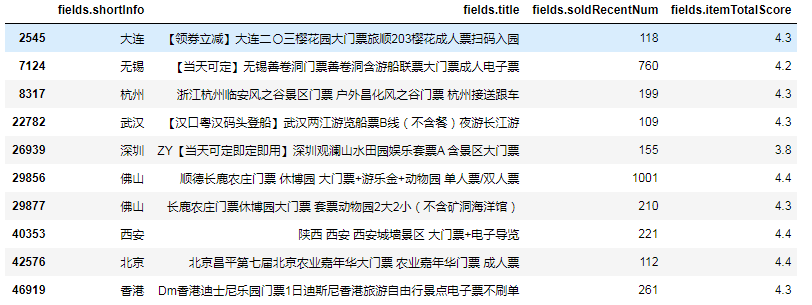 fields.shortInfo fields.title fields.soldRecentNum fields.itemTotalScore
2545 大连 【领券立减】大连二〇三樱花园大门票旅顺203樱花成人票扫码入园 118 4.3
7124 无锡 【当天可定】无锡善卷洞门票善卷洞含游船联票大门票成人电子票 760 4.2
8317 杭州 浙江杭州临安风之谷景区门票 户外昌化风之谷门票 杭州接送跟车 199 4.3
22782 武汉 【汉口粤汉码头登船】武汉两江游览船票B线（不含餐）夜游长江游 109 4.3
26939 深圳 ZY【当天可定即定即用】深圳观澜山水田园娱乐套票A 含景区大门票 155 3.8
29856 佛山 顺德长鹿农庄门票 休博园 大门票+游乐金+动物园 单人票/双人票 1001 4.4
29877 佛山 长鹿农庄门票休博园大门票 套票动物园2大2小（不含矿洞海洋馆） 210 4.3
40353 西安 陕西 西安 西安城墙景区 大门票+电子导览 221 4.4
42576 北京 北京昌平第七届北京农业嘉年华大门票 农业嘉年华门票 成人票 112 4.4
46919 香港 Dm香港迪士尼乐园门票1日迪斯尼香港旅游自由行景点电子票不刷单 261 4.3